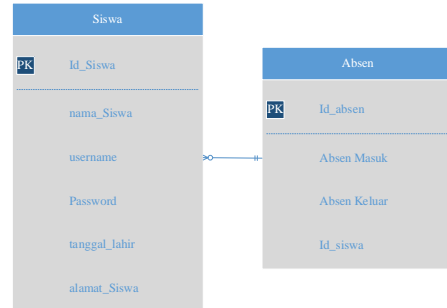 Siswa
PK Id_Siswa
nama_Siswa
username
Password
tanggal_lahir
alamat_Siswa
Absen
PK Id_absen
Absen Masuk
Absen Keluar
Id_siswa